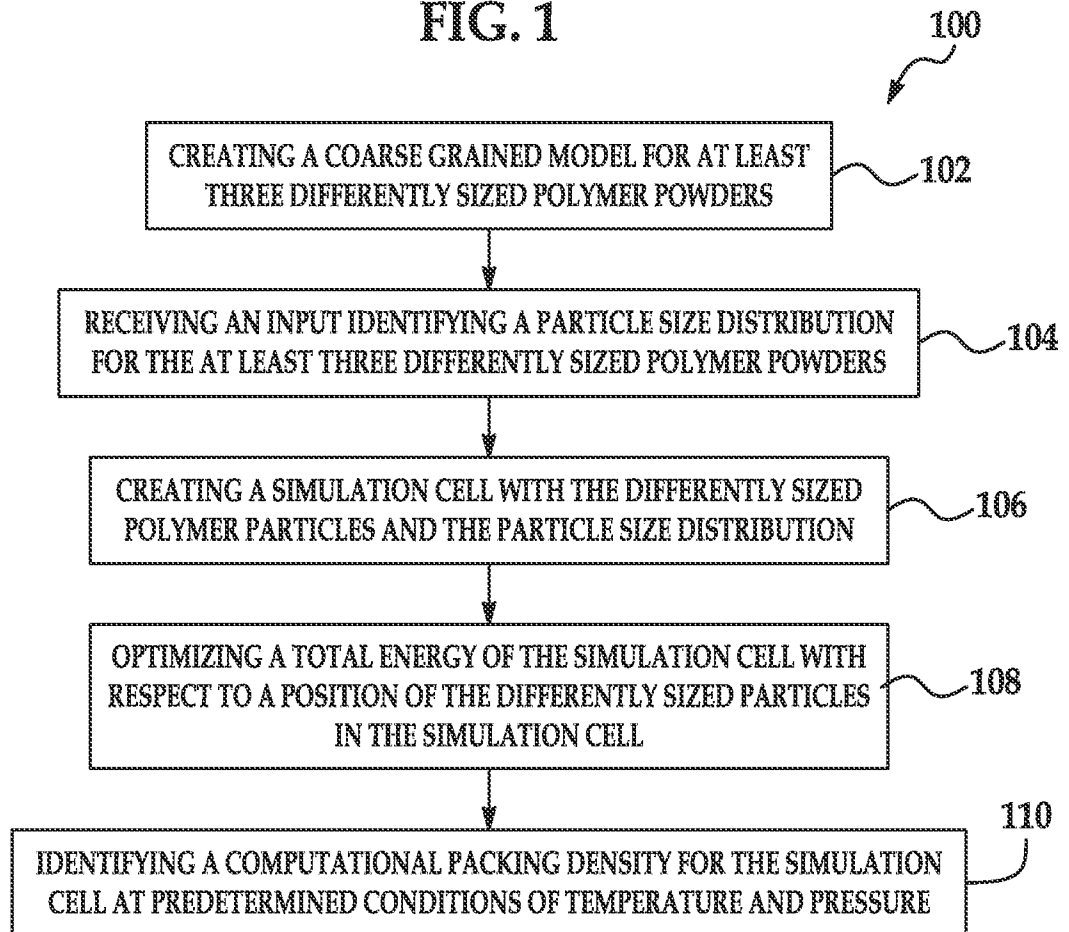 FIG. 1
100
CREATING A COARSE GRAINED MODEL FOR AT LEAST
THREE DIFFERENTLY SIZED POLYMER POWDERS
102
RECEIVING AN INPUT IDENTIFYING A PARTICLE SIZE DISTRIBUTION
FOR THE AT LEAST THREE DIFFERENTLY SIZED POLYMER POWDERS
104
CREATING A SIMULATION CELL WITH THE DIFFERENTLY SIZED
POLYMER PARTICLES AND THE PARTICLE SIZE DISTRIBUTION
106
OPTIMIZING A TOTAL ENERGY OF THE SIMULATION CELL WITH
RESPECT TO A POSITION OF THE DIFFERENTLY SIZED PARTICLES
IN THE SIMULATION CELL
108
IDENTIFYING A COMPUTATIONAL PACKING DENSITY FOR THE SIMULATION
CELL AT PREDETERMINED CONDITIONS OF TEMPERATURE AND PRESSURE
110